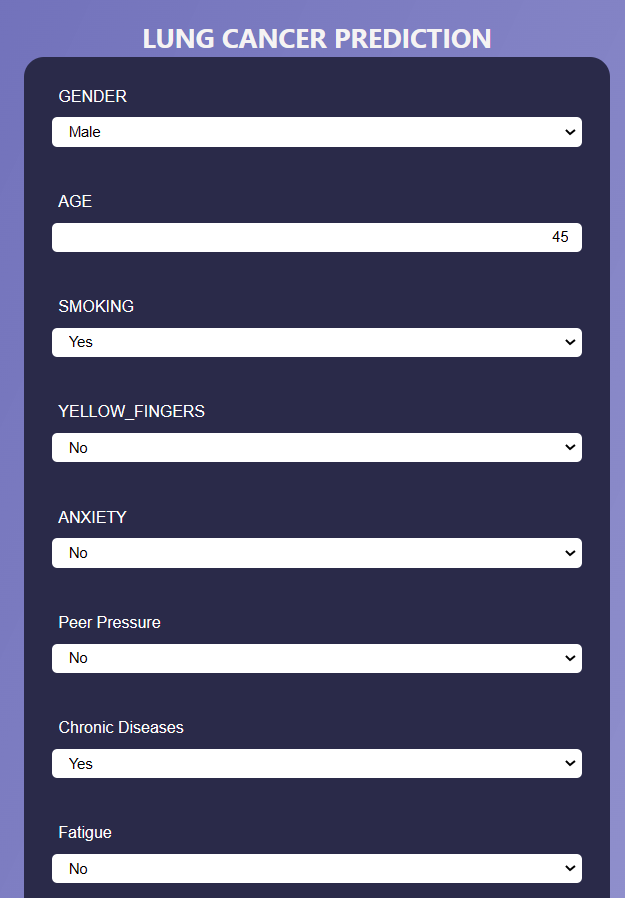 LUNG CANCER PREDICTION
GENDER
Male
AGE
45
SMOKING
Yes
YELLOW_FINGERS
No
ANXIETY
No
Peer Pressure
No
Chronic Diseases
Yes
Fatigue
No